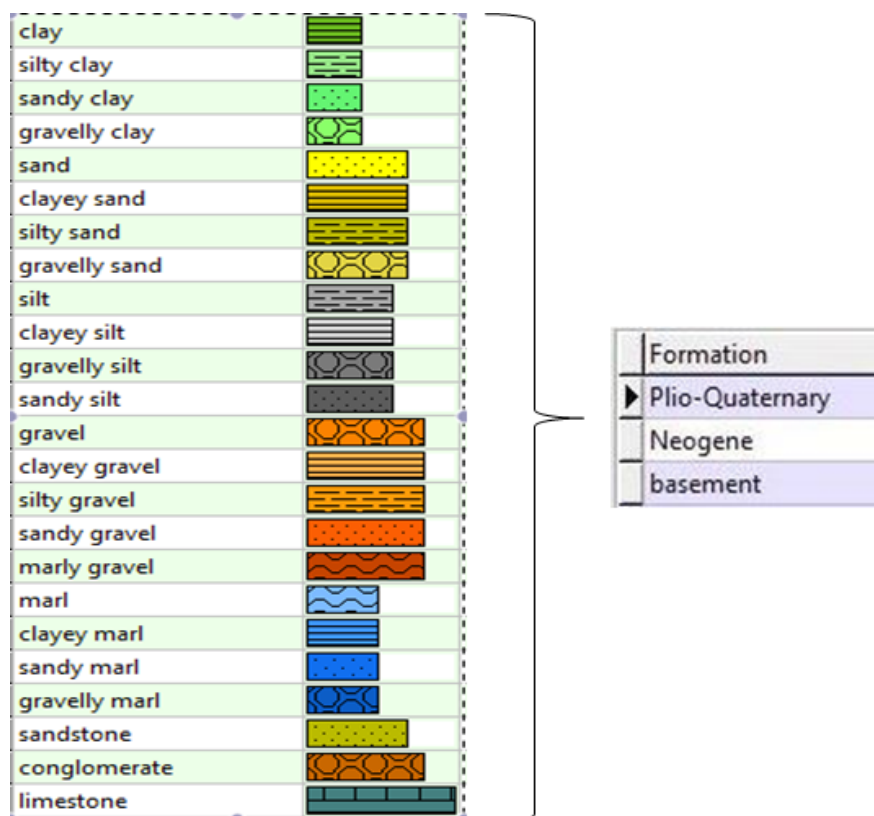 clay
silty clay
sandy clay
gravelly clay
sand
clayey sand
silty sand
gravelly sand
silt
clayey silt
gravelly silt
sandy silt
gravel
clayey gravel
silty gravel
sandy gravel
marly gravel
marl
clayey marl
sandy marl
gravelly marl
sandstone
conglomerate
limestone
Formation
Plio-Quaternary
Neogene
basement